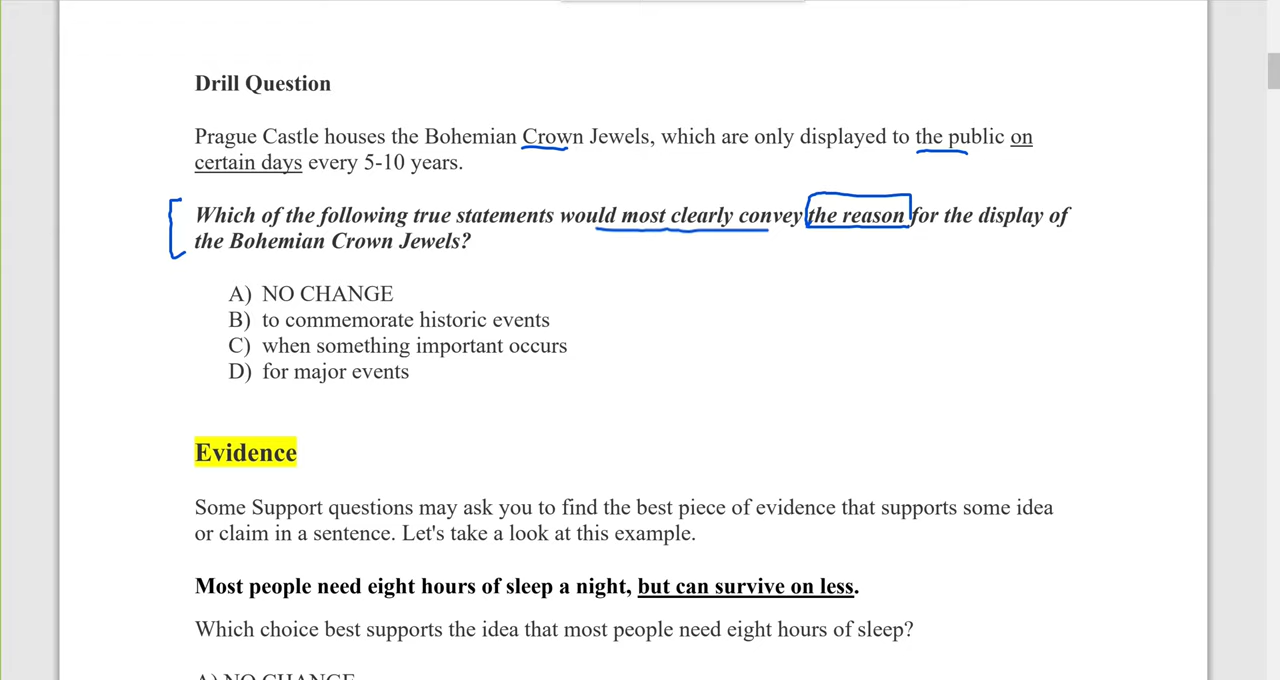 Drill Question
Prague Castle houses the Bohemian Crown Jewels, which are only displayed to the public on
certain days every 5-10 years.
Which of the following true statements would most clearly convey the reason for the display of
the Bohemian Crown Jewels?
A) NO CHANGE
B) to commemorate historic events
C) when something important occurs
D) for major events
Evidence
Some Support questions may ask you to find the best piece of evidence that supports some idea
or claim in a sentence. Let's take a look at this example.
Most people need eight hours of sleep a night, but can survive on less.
Which choice best supports the idea that most people need eight hours of sleep?
A) NO CHANGE